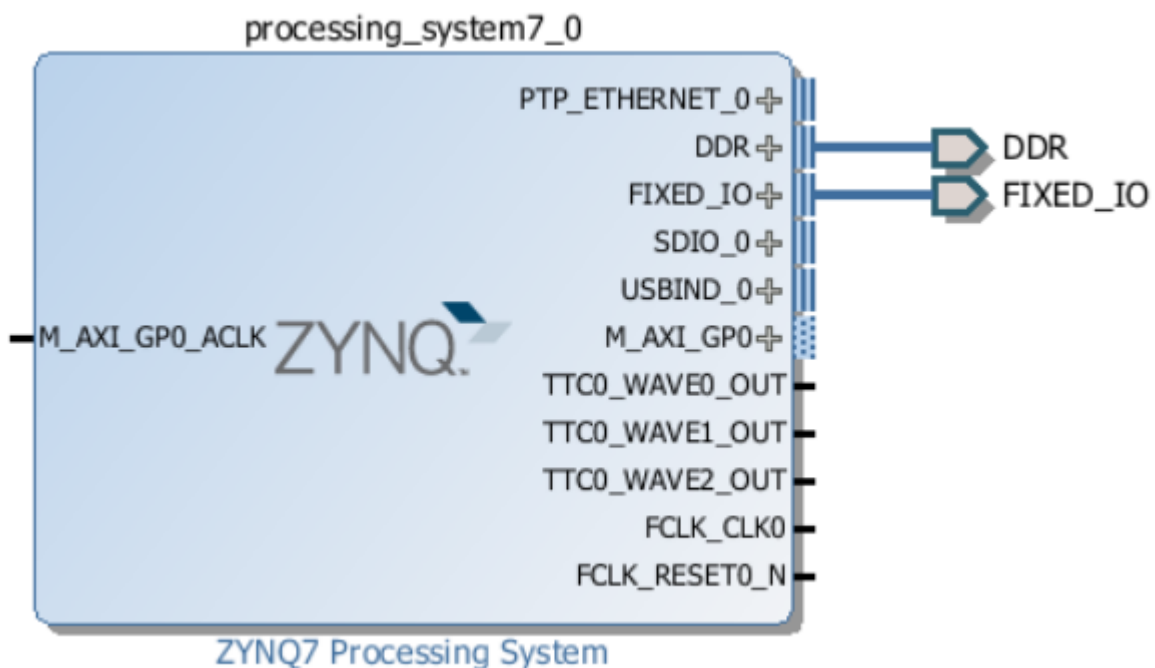 processing_system7_0
PTP_ETHERNET_0
DDR DDR
FIXED_IO FIXED_IO
SDIO_0
USBIND_0
M_AXI_GP0_ACLK ZYNQ M_AXI_GP0
TTC0_WAVE0_OUT
TTC0_WAVE1_OUT
TTC0_WAVE2_OUT
FCLK_CLK0
FCLK_RESET0_N
ZYNQ7 Processing System